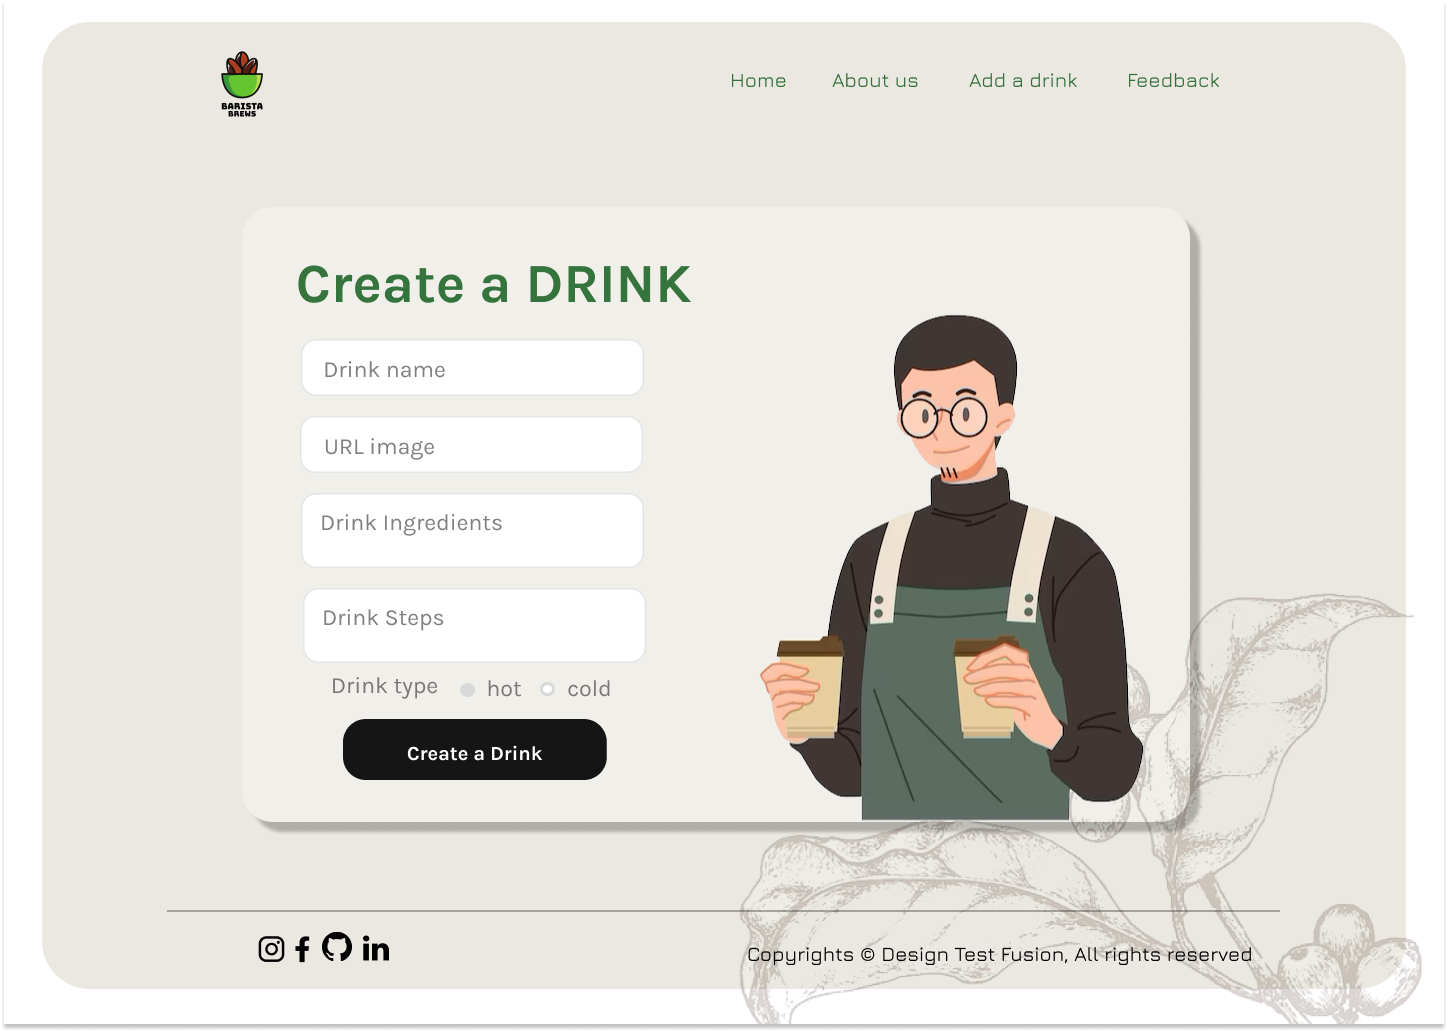 BARISTA
BREWS
Home About us Add a drink Feedback
Create a DRINK
Drink name
URL image
Drink Ingredients
Drink Steps
Drink type hot cold
Create a Drink
Copyrights © Design Test Fusion, All rights reserved